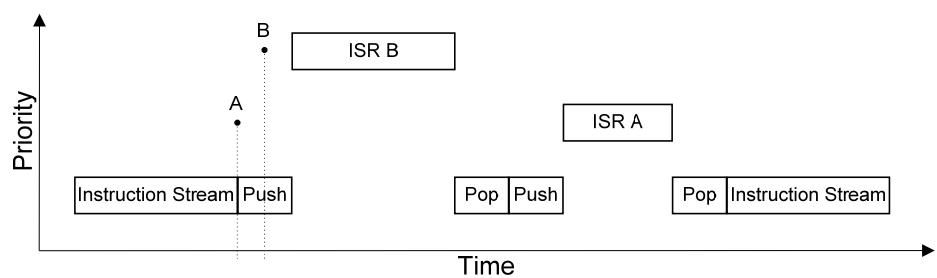 B
ISR B
A
ISR A
Priority
Instruction Stream Push
Pop Push
Pop Instruction Stream
Time